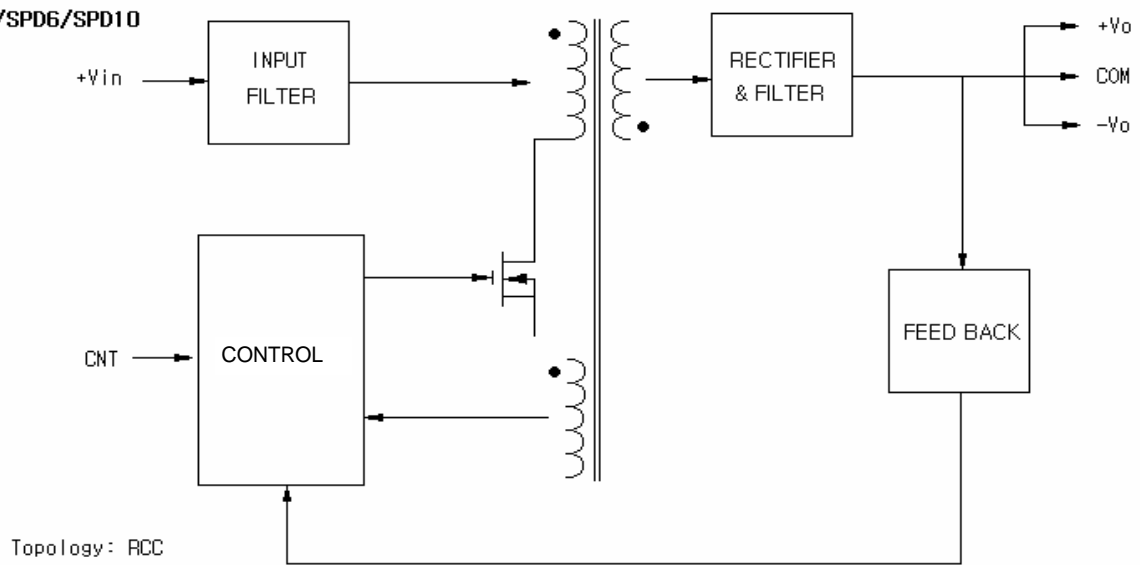 /SPD6/SPD10
+Vin
INPUT
FILTER
RECTIFIER
& FILTER
+Vo
COM
-Vo
CNT
CONTROL
FEED BACK
Topology: RCC